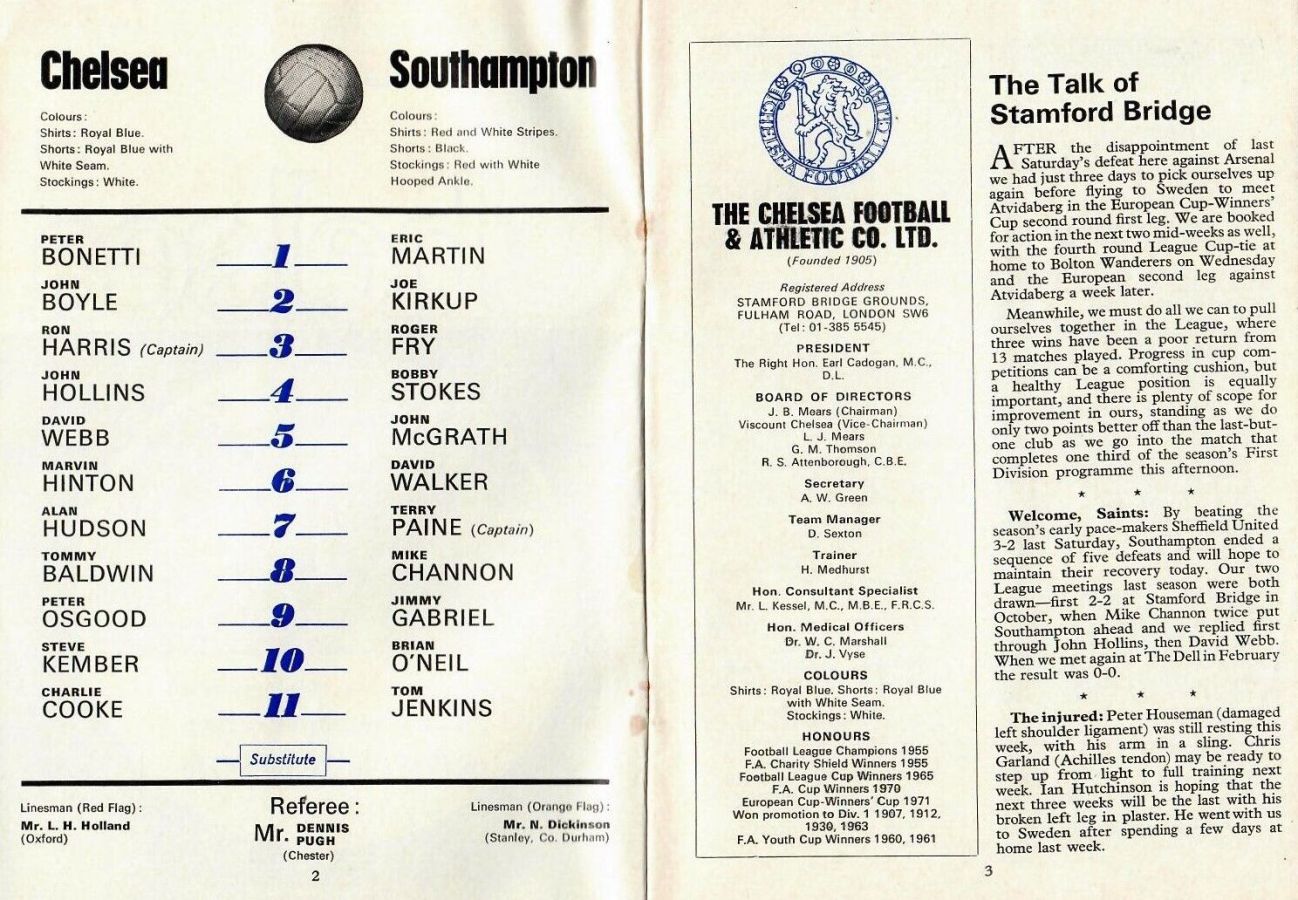 Chelsea
Colours:
Shirts: Royal Blue.
Shorts: Royal Blue with
White Seam.
Stockings: White.
Southampton
Colours:
Shirts: Red and White Stripes.
Shorts: Black.
Stockings: Red with White
Hooped Ankle.
PETER
BONETTI
1
ERIC
MARTIN
JOHN
BOYLE
2
JOE
KIRKUP
RON
HARRIS (Captain)
3
ROGER
FRY
JOHN
HOLLINS
4
BOBBY
STOKES
DAVID
WEBB
5
JOHN
McGRATH
MARVIN
HINTON
6
DAVID
WALKER
ALAN
HUDSON
7
TERRY
PAINE (Captain)
TOMMY
BALDWIN
8
MIKE
CHANNON
PETER
OSGOOD
9
JIMMY
GABRIEL
STEVE
KEMBER
10
BRIAN
O'NEIL
CHARLIE
COOKE
11
TOM
JENKINS
Substitute
Linesman (Red Flag):
Mr. L. H. Holland
(Oxford)
Referee:
Mr. DENNIS
PUGH
(Chester)
Linesman (Orange Flag):
Mr. N. Dickinson
(Stanley, Co. Durham)
2
CHELSEA FOOTBALL CLUB
THE CHELSEA FOOTBALL
& ATHLETIC CO. LTD.
(Founded 1905)
Registered Address
STAMFORD BRIDGE GROUNDS,
FULHAM ROAD, LONDON SW6
(Tel: 01-385 5545)
PRESIDENT
The Right Hon. Earl Cadogan, M.C.,
D.L.
BOARD OF DIRECTORS
J. B. Mears (Chairman)
Viscount Chelsea (Vice-Chairman)
L. J. Mears
G. M. Thomson
R. S. Attenborough, C.B.E.
Secretary
A. W. Green
Team Manager
D. Sexton
Trainer
H. Medhurst
Hon. Consultant Specialist
Mr. L. Kessel, M.C., M.B.E., F.R.C.S.
Hon. Medical Officers
Dr. W. C. Marshall
Dr. J. Vyse
COLOURS
Shirts: Royal Blue. Shorts: Royal Blue
with White Seam.
Stockings: White.
HONOURS
Football League Champions 1955
F.A. Charity Shield Winners 1955
Football League Cup Winners 1965
F.A. Cup Winners 1970
European Cup-Winners' Cup 1971
Won promotion to Div. 1 1907, 1912,
1930, 1963
F.A. Youth Cup Winners 1960, 1961
The Talk of
Stamford Bridge
AFTER the disappointment of last
Saturday's defeat here against Arsenal
we had just three days to pick ourselves up
again before flying to Sweden to meet
Atvidaberg in the European Cup-Winners'
Cup second round first leg. We are booked
for action in the next two mid-weeks as well,
with the fourth round League Cup-tie at
home to Bolton Wanderers on Wednesday
and the European second leg against
Atvidaberg a week later.
Meanwhile, we must do all we can to pull
ourselves together in the League, where
three wins have been a poor return from
13 matches played. Progress in cup com-
petitions can be a comforting cushion, but
a healthy League position is equally
important, and there is plenty of scope for
improvement in ours, standing as we do
only two points better off than the last-but-
one club as we go into the match that
completes one third of the season's First
Division programme this afternoon.
★ ★ ★
Welcome, Saints: By beating the
season's early pace-makers Sheffield United
3-2 last Saturday, Southampton ended a
sequence of five defeats and will hope to
maintain their recovery today. Our two
League meetings last season were both
drawn—first 2-2 at Stamford Bridge in
October, when Mike Channon twice put
Southampton ahead and we replied first
through John Hollins, then David Webb.
When we met again at The Dell in February
the result was 0-0.
★ ★ ★
The injured: Peter Houseman (damaged
left shoulder ligament) was still resting this
week, with his arm in a sling. Chris
Garland (Achilles tendon) may be ready to
step up from light to full training next
week. Ian Hutchinson is hoping that the
next three weeks will be the last with his
broken left leg in plaster. He went with us
to Sweden after spending a few days at
home last week.
3